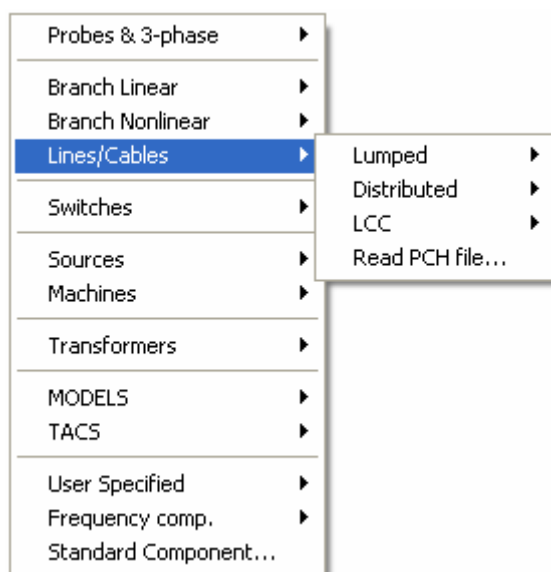 Probes & 3-phase
Branch Linear
Branch Nonlinear
Lines/Cables
Lumped
Distributed
LCC
Read PCH file...
Switches
Sources
Machines
Transformers
MODELS
TACS
User Specified
Frequency comp.
Standard Component...